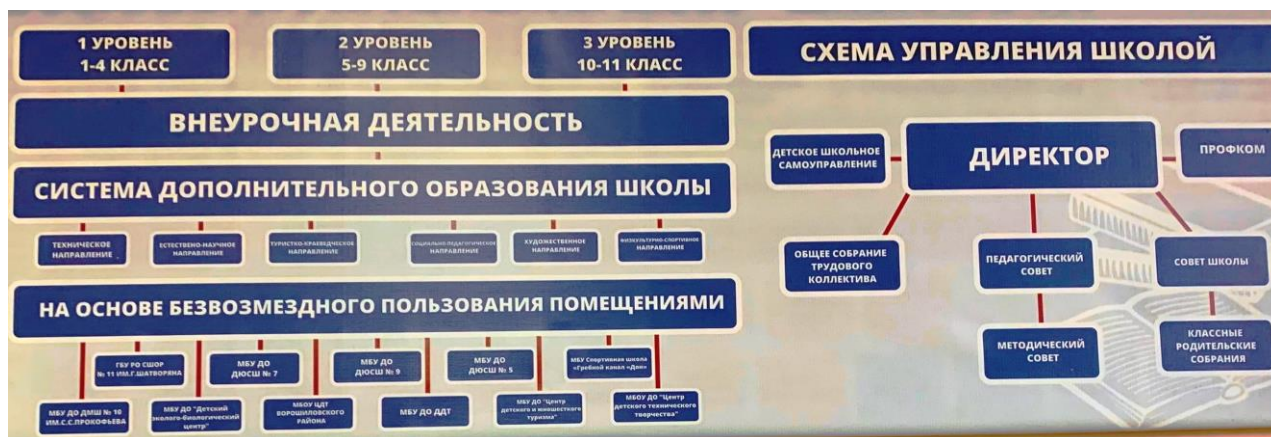 1 УРОВЕНЬ
1-4 КЛАСС
2 УРОВЕНЬ
5-9 КЛАСС
3 УРОВЕНЬ
10-11 КЛАСС
ВНЕУРОЧНАЯ ДЕЯТЕЛЬНОСТЬ
СИСТЕМА ДОПОЛНИТЕЛЬНОГО ОБРАЗОВАНИЯ ШКОЛЫ
ТЕХНИЧЕСКОЕ
НАПРАВЛЕНИЕ
ЕСТЕСТВЕНО-НАУЧНОЕ
НАПРАВЛЕНИЕ
ТУРИСТКО-КРАЕВЕДЧЕСКОЕ
НАПРАВЛЕНИЕ
СОЦИАЛЬНО-ПЕДАГОГИЧЕСКОЕ
НАПРАВЛЕНИЕ
ХУДОЖЕСТВЕННОЕ
НАПРАВЛЕНИЕ
ФИЗКУЛЬТУРНО-СПОРТИВНОЕ
НАПРАВЛЕНИЕ
НА ОСНОВЕ БЕЗВОЗМЕЗДНОГО ПОЛЬЗОВАНИЯ ПОМЕЩЕНИЯМИ
ГБУ РО СШОР
№ 11 ИМ.Г.ШАТВОРЯНА
МБУ ДО
ДЮСШ № 7
МБУ ДО
ДЮСШ № 9
МБУ ДО
ДЮСШ № 5
МБУ Спортивная школа
«Гребной канал «Дон»
МБУ ДО ДМШ № 10
ИМ.С.С.ПРОКОФЬЕВА
МБУ ДО "Детский
эколого-биологический
центр"
МБОУ ЦДТ
ВОРОШИЛОВСКОГО
РАЙОНА
МБУ ДО ДДТ
МБУ ДО "Центр
детского и юношесткого
туризма"
МБОУ ДО "Центр
детского технического
творчества"
СХЕМА УПРАВЛЕНИЯ ШКОЛОЙ
ДЕТСКОЕ ШКОЛЬНОЕ
САМОУПРАВЛЕНИЕ
ДИРЕКТОР
ПРОФКОМ
ОБЩЕЕ СОБРАНИЕ
ТРУДОВОГО
КОЛЛЕКТИВА
ПЕДАГОГИЧЕСКИЙ
СОВЕТ
СОВЕТ ШКОЛЫ
МЕТОДИЧЕСКИЙ
СОВЕТ
КЛАССНЫЕ
РОДИТЕЛЬСКИЕ
СОБРАНИЯ